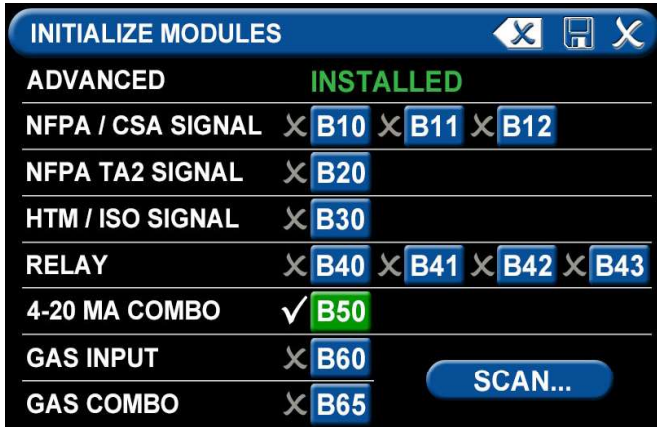 INITIALIZE MODULES
ADVANCED INSTALLED
NFPA / CSA SIGNAL B10 B11 B12
NFPA TA2 SIGNAL B20
HTM / ISO SIGNAL B30
RELAY B40 B41 B42 B43
4-20 MA COMBO B50
GAS INPUT B60
SCAN...
GAS COMBO B65